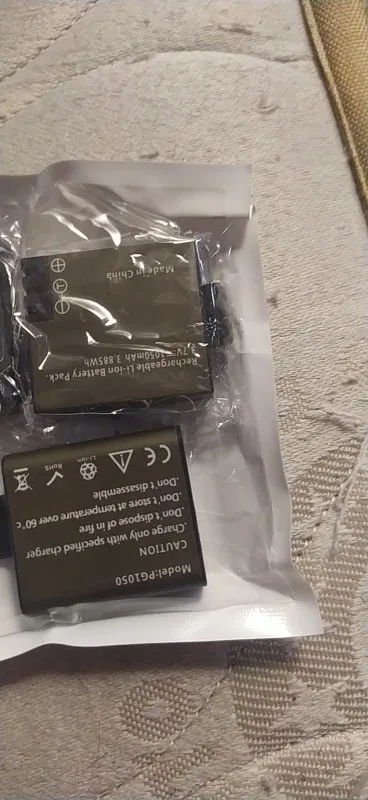 Rechargeable Li-ion Battery Pack.
3.7V 1050mAh 3.885Wh
Made in China
Model:PG1050
CAUTION
.Charge only with specified charger
.Don't dispose of in fire
.Don't store at temperature over 60°c
.Don't disassemble
CE
Li-ion
RoHS